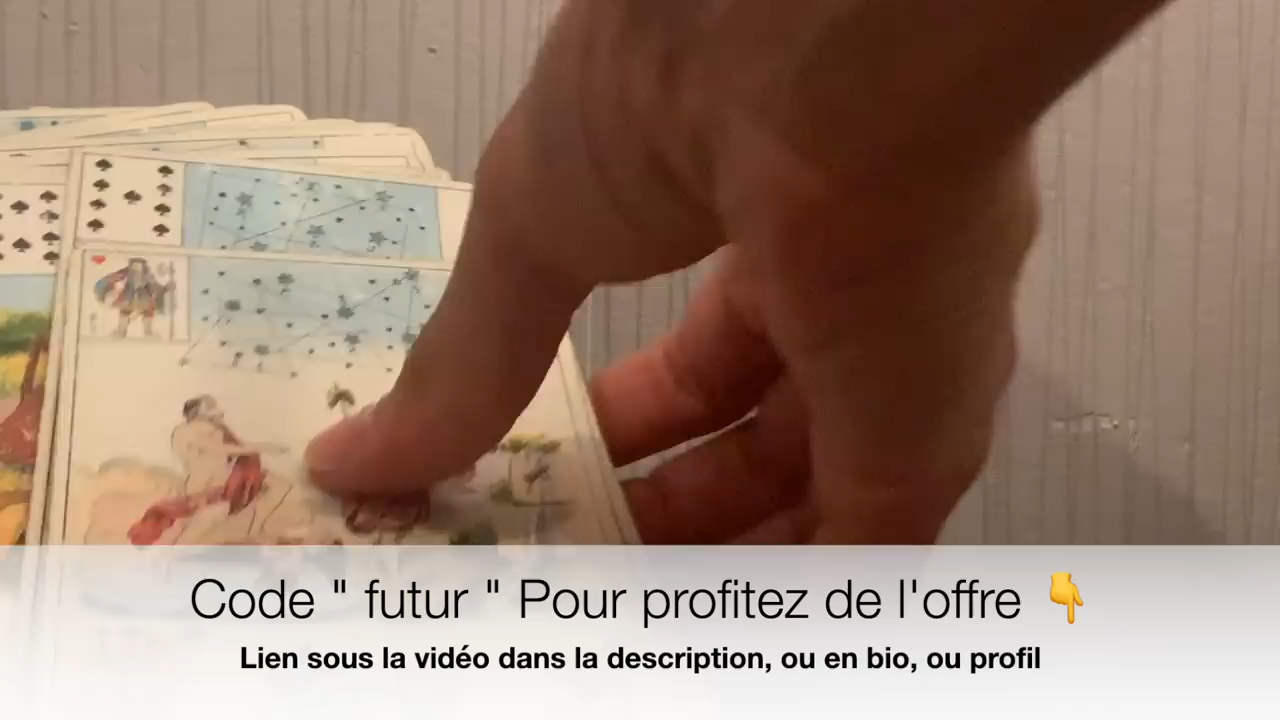 Code " futur " Pour profitez de l'offre 👇
Lien sous la vidéo dans la description, ou en bio, ou profil